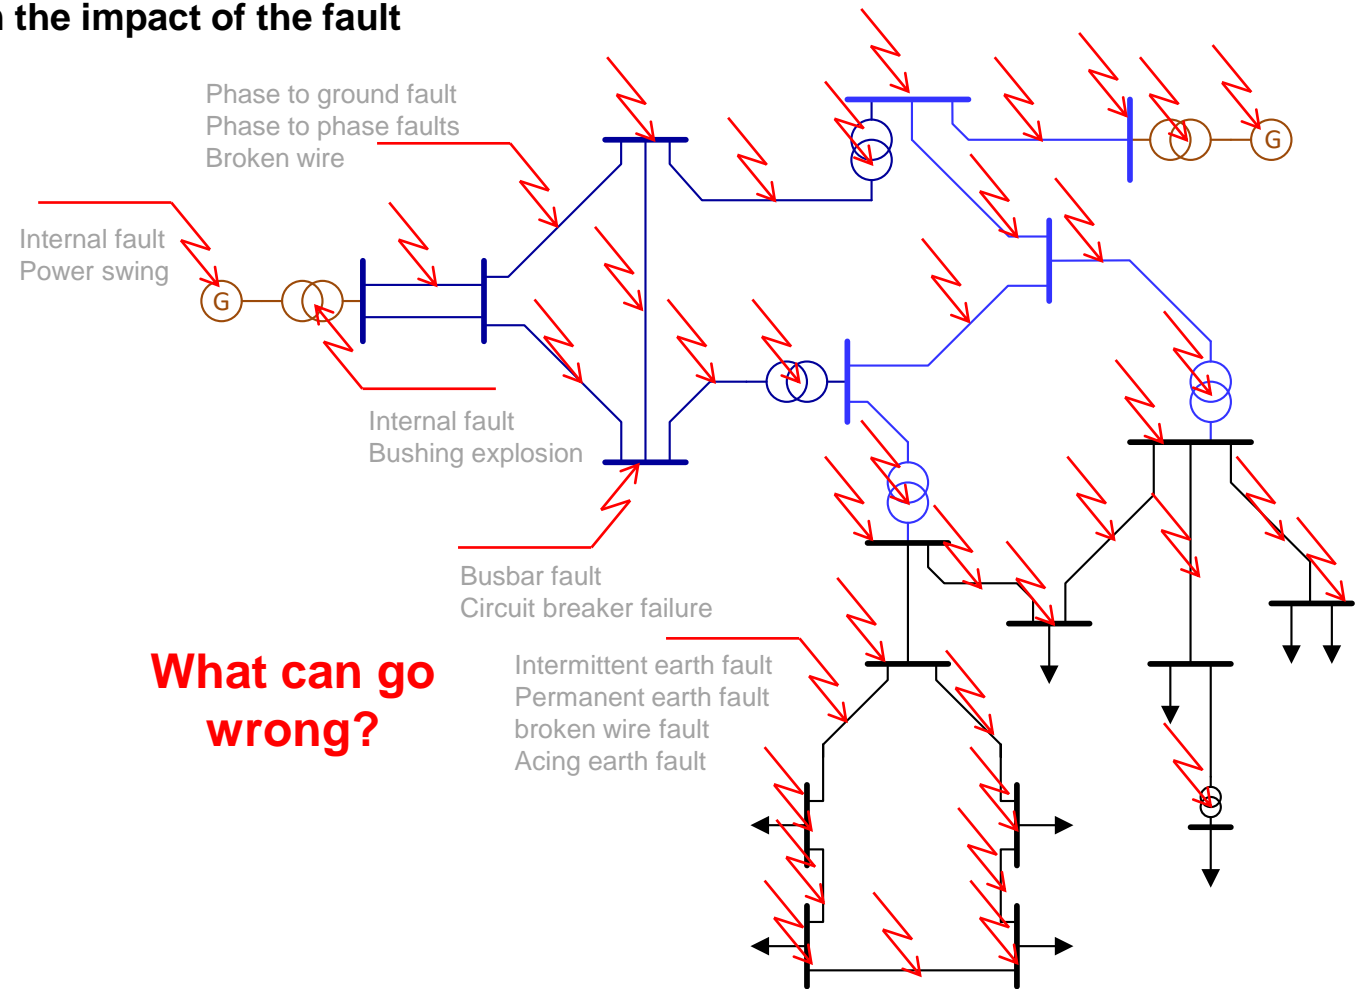 the impact of the fault
Phase to ground fault
Phase to phase faults
Broken wire
G
Internal fault
Power swing
G
Internal fault
Bushing explosion
Busbar fault
Circuit breaker failure
What can go
wrong?
Intermittent earth fault
Permanent earth fault
broken wire fault
Acing earth fault